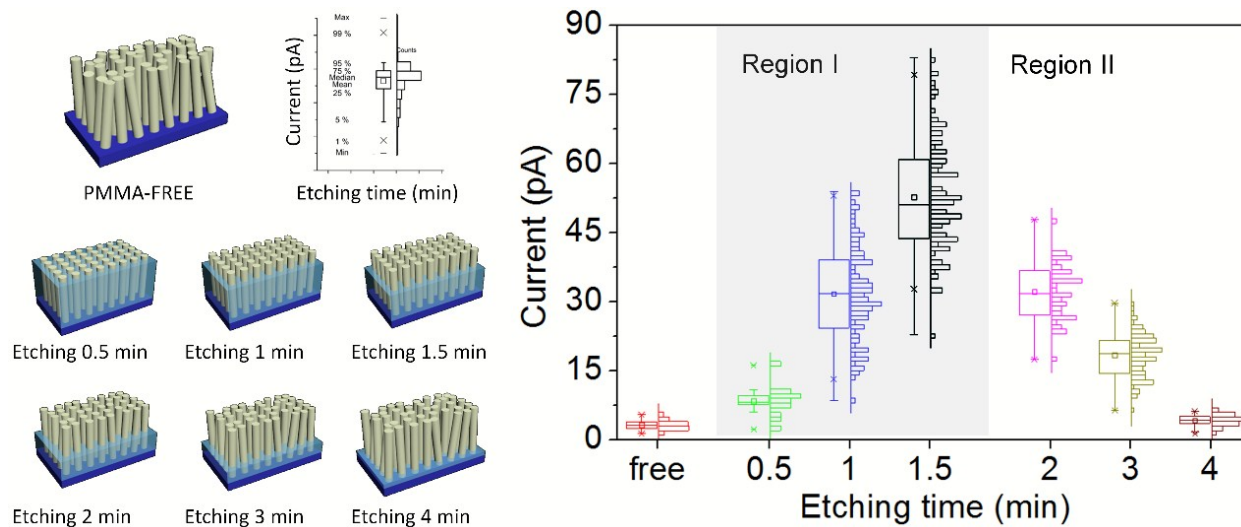 PMMA-FREE
Current (pA)
Max
99 %
95 %
75 %
Median
Mean
25 %
5 %
1 %
Min
Counts
Etching time (min)
Etching 0.5 min
Etching 1 min
Etching 1.5 min
Etching 2 min
Etching 3 min
Etching 4 min
Current (pA)
90
75
60
45
30
15
0
Region I
Region II
free
0.5
1
1.5
2
3
4
Etching time (min)